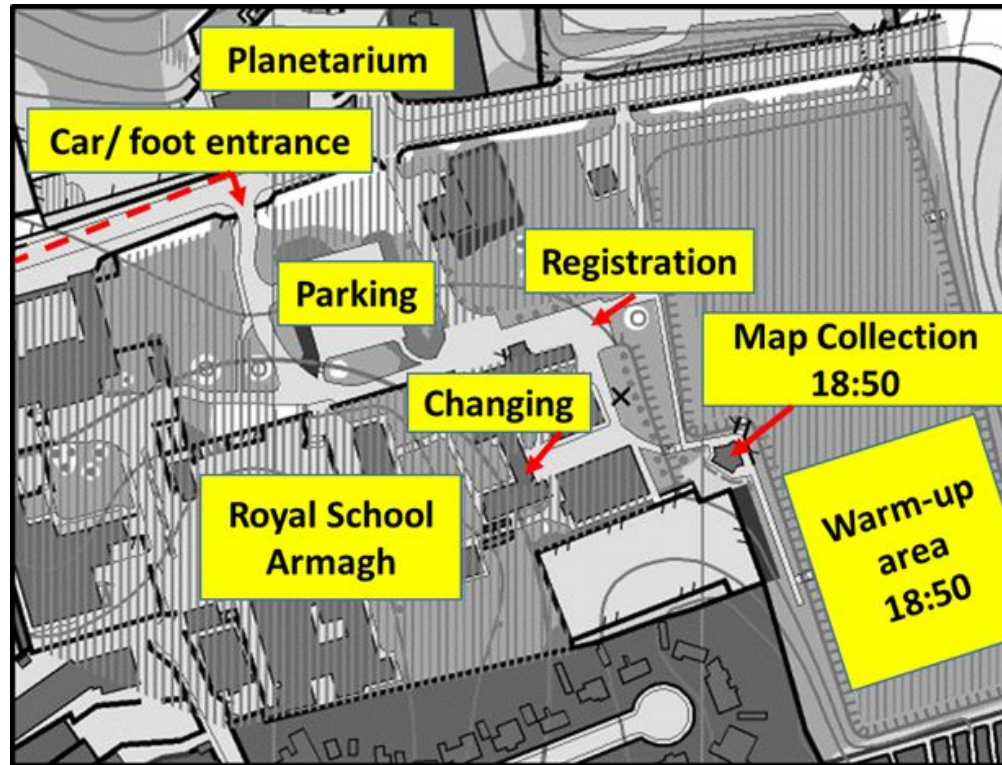 Planetarium
Car/ foot entrance
Registration
Parking
Map Collection
18:50
Changing
Royal School
Armagh
Warm-up
area
18:50